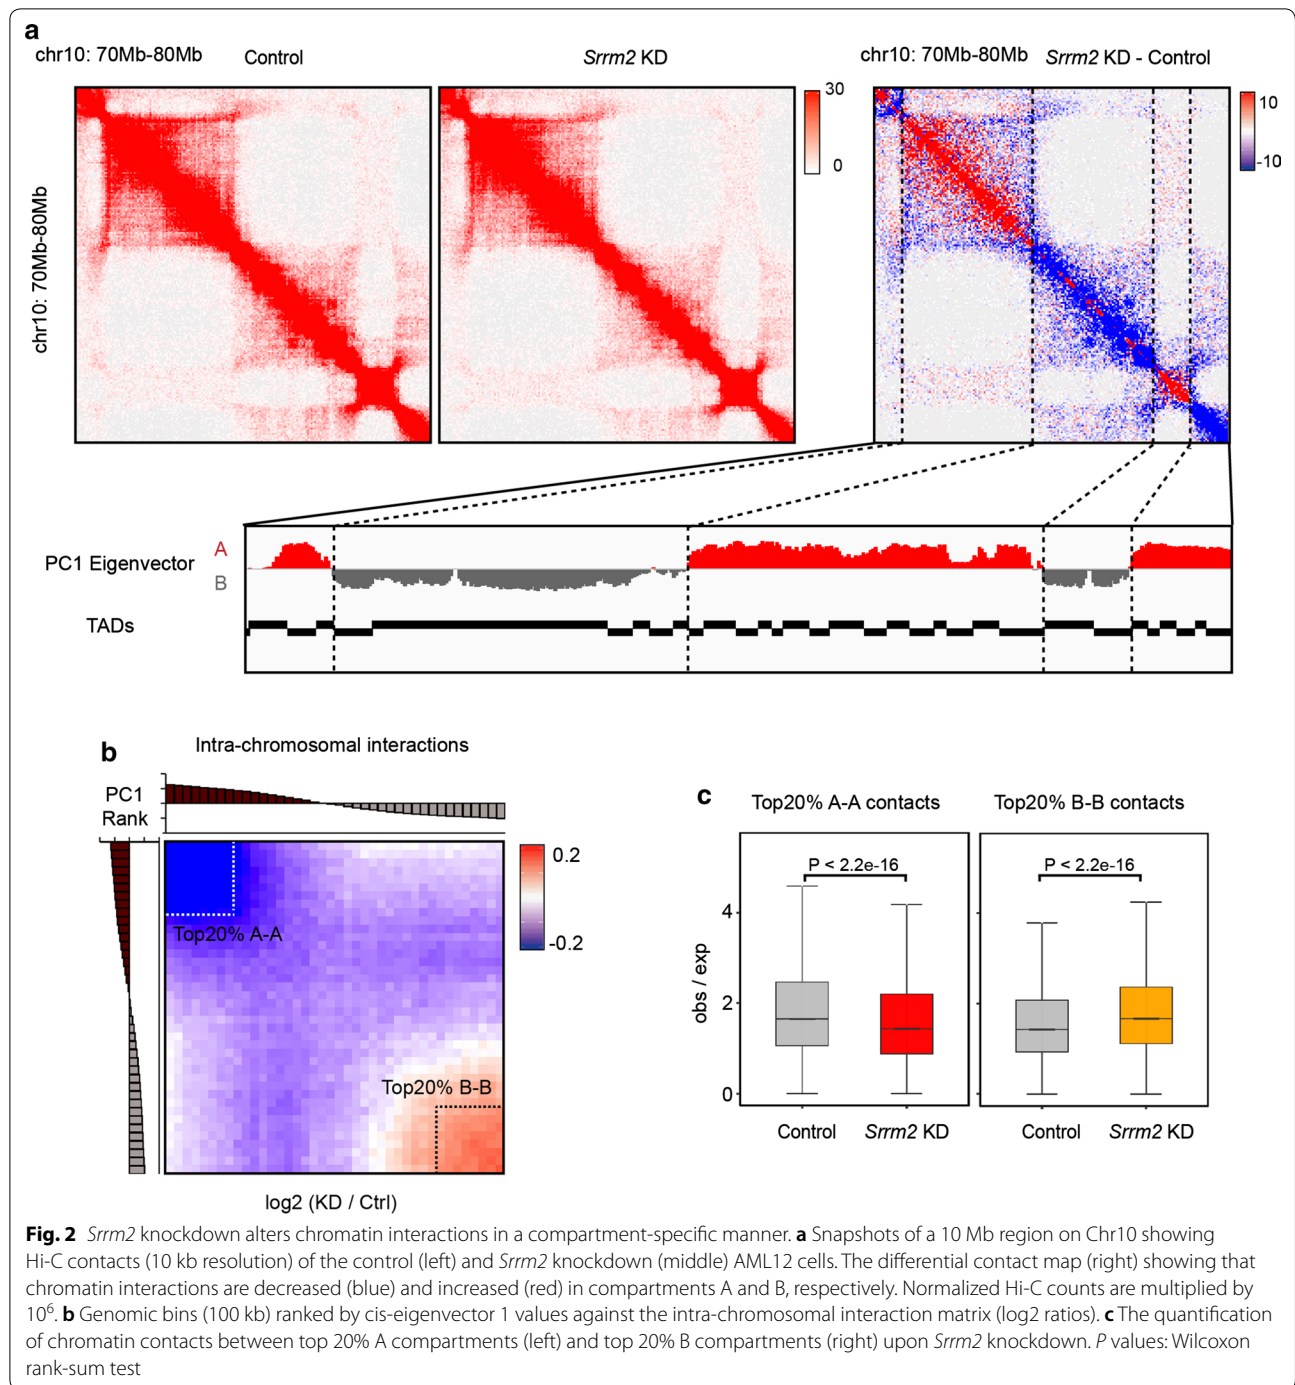 a
chr10: 70Mb-80Mb
Control
Srrm2 KD
chr10: 70Mb-80Mb
Srrm2 KD - Control
30
0
10
-10
chr10: 70Mb-80Mb
PC1 Eigenvector
A
B
TADs
b
Intra-chromosomal interactions
PC1
Rank
0.2
-0.2
Top20% A-A
Top20% B-B
log2 (KD / Ctrl)
c
Top20% A-A contacts
Top20% B-B contacts
P < 2.2e-16
P < 2.2e-16
obs / exp
4
2
0
Control
Srrm2 KD
Control
Srrm2 KD
Fig. 2 Srrm2 knockdown alters chromatin interactions in a compartment-specific manner. a Snapshots of a 10 Mb region on Chr10 showing
Hi-C contacts (10 kb resolution) of the control (left) and Srrm2 knockdown (middle) AML12 cells. The differential contact map (right) showing that
chromatin interactions are decreased (blue) and increased (red) in compartments A and B, respectively. Normalized Hi-C counts are multiplied by
10⁶. b Genomic bins (100 kb) ranked by cis-eigenvector 1 values against the intra-chromosomal interaction matrix (log2 ratios). c The quantification
of chromatin contacts between top 20% A compartments (left) and top 20% B compartments (right) upon Srrm2 knockdown. P values: Wilcoxon
rank-sum test